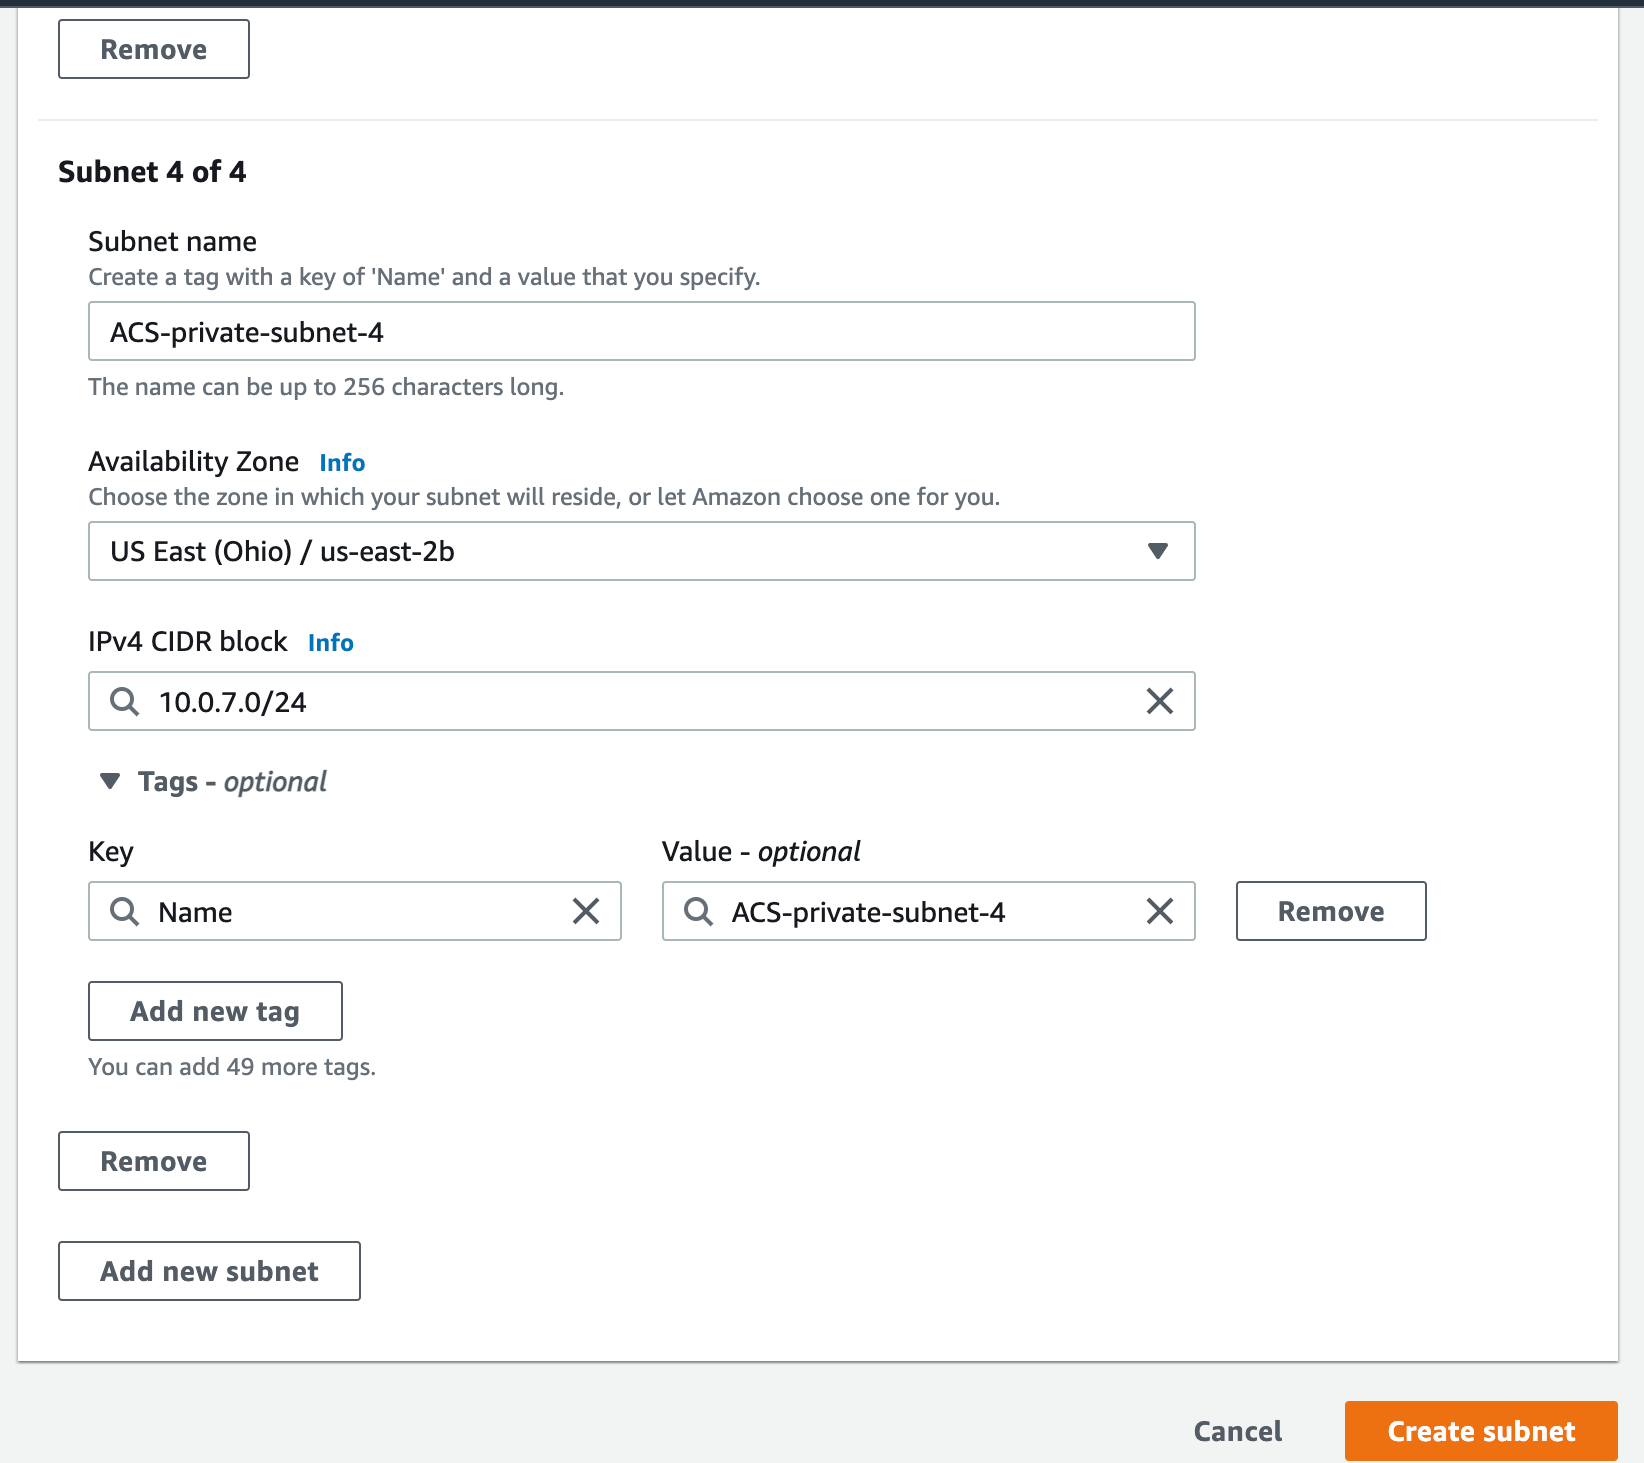 Remove
Subnet 4 of 4
Subnet name
Create a tag with a key of 'Name' and a value that you specify.
ACS-private-subnet-4
The name can be up to 256 characters long.
Availability Zone Info
Choose the zone in which your subnet will reside, or let Amazon choose one for you.
US East (Ohio) / us-east-2b
IPv4 CIDR block Info
10.0.7.0/24
Tags - optional
Key Value - optional
Name ACS-private-subnet-4 Remove
Add new tag
You can add 49 more tags.
Remove
Add new subnet
Cancel Create subnet